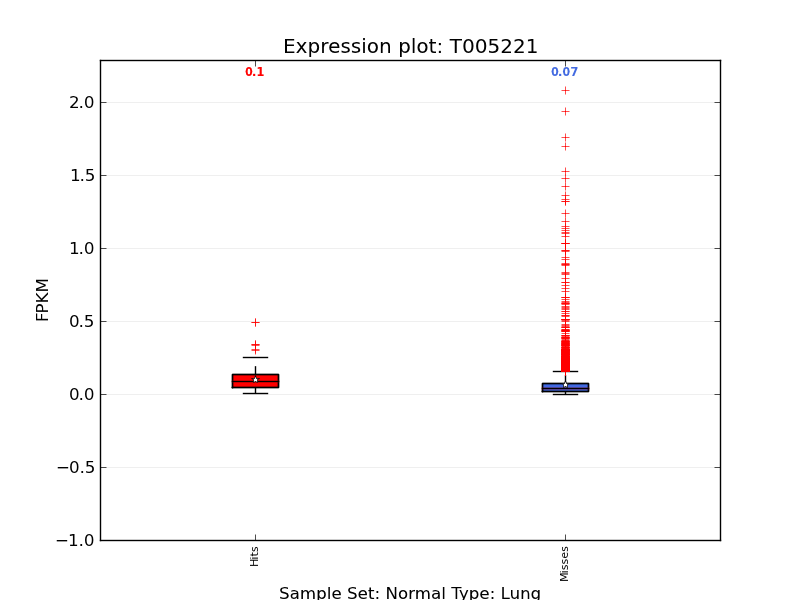 Expression plot: T005221
0.1
0.07
2.0
1.5
1.0
0.5
0.0
−0.5
−1.0
FPKM
Hits
Misses
Sample Set: Normal Type: Lung